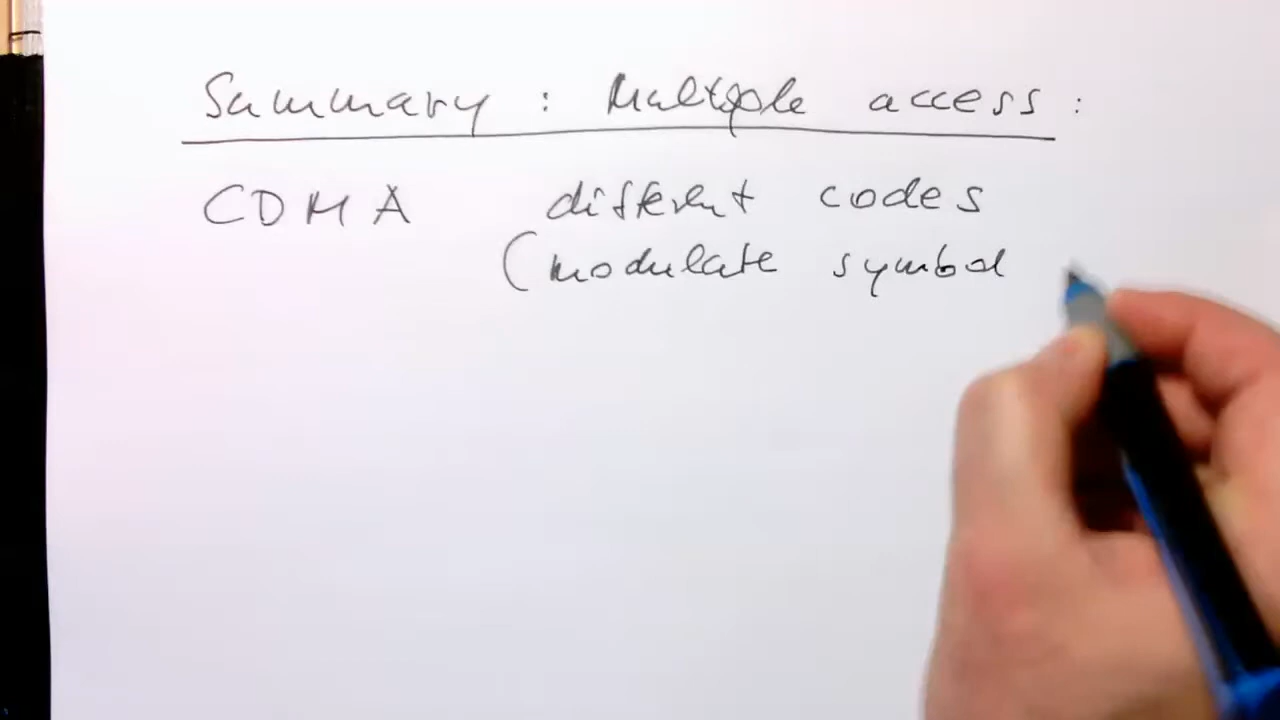 Summary : Multiple access :
CDMA different codes
(modulate symbol